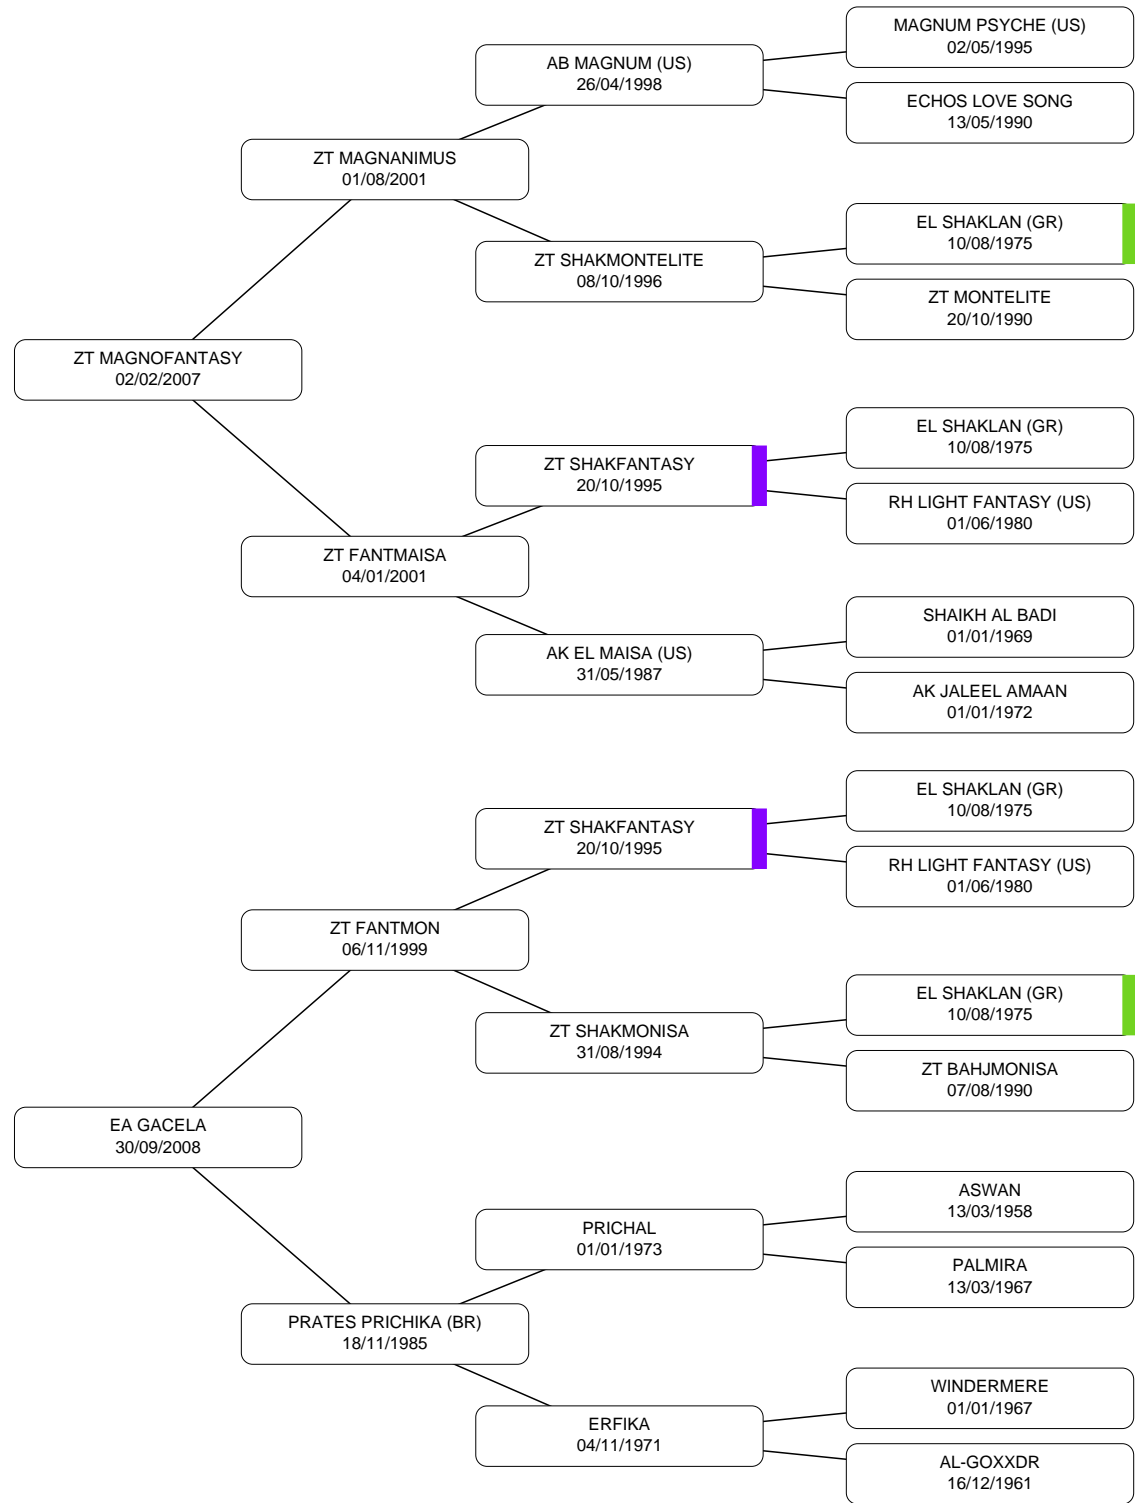 MAGNUM PSYCHE (US)
02/05/1995
AB MAGNUM (US)
26/04/1998
ECHOS LOVE SONG
13/05/1990
ZT MAGNANIMUS
01/08/2001
EL SHAKLAN (GR)
10/08/1975
ZT SHAKMONTELITE
08/10/1996
ZT MONTELITE
20/10/1990
ZT MAGNOFANTASY
02/02/2007
EL SHAKLAN (GR)
10/08/1975
ZT SHAKFANTASY
20/10/1995
RH LIGHT FANTASY (US)
01/06/1980
ZT FANTMAISA
04/01/2001
SHAIKH AL BADI
01/01/1969
AK EL MAISA (US)
31/05/1987
AK JALEEL AMAAN
01/01/1972
EL SHAKLAN (GR)
10/08/1975
ZT SHAKFANTASY
20/10/1995
RH LIGHT FANTASY (US)
01/06/1980
ZT FANTMON
06/11/1999
EL SHAKLAN (GR)
10/08/1975
ZT SHAKMONISA
31/08/1994
ZT BAHJMONISA
07/08/1990
EA GACELA
30/09/2008
ASWAN
13/03/1958
PRICHAL
01/01/1973
PALMIRA
13/03/1967
PRATES PRICHIKA (BR)
18/11/1985
WINDERMERE
01/01/1967
ERFIKA
04/11/1971
AL-GOXXDR
16/12/1961